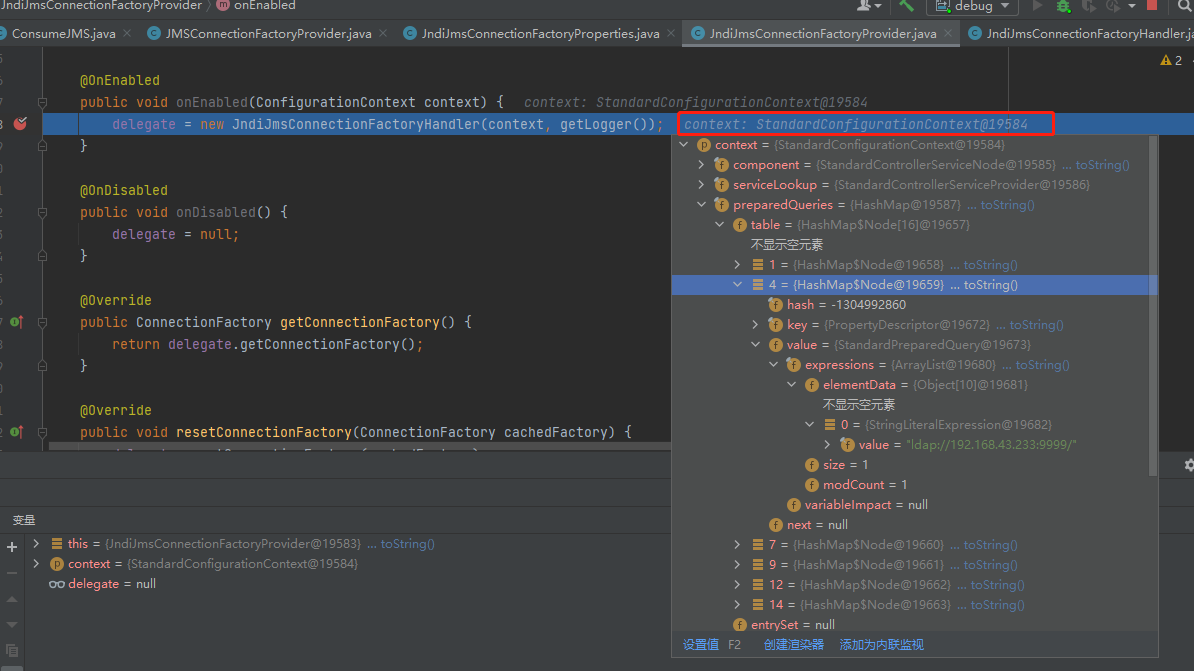 JndiJmsConnectionFactoryProvider > m onEnabled
debug
ConsumeJMS.java × JMSConnectionFactoryProvider.java × JndiJmsConnectionFactoryProperties.java × JndiJmsConnectionFactoryProvider.java × JndiJmsConnectionFactoryHandler.ja
2
@OnEnabled
public void onEnabled(ConfigurationContext context) { context: StandardConfigurationContext@19584
delegate = new JndiJmsConnectionFactoryHandler(context, getLogger()); context: StandardConfigurationContext@19584
}
@OnDisabled
public void onDisabled() {
delegate = null;
}
@Override
public ConnectionFactory getConnectionFactory() {
return delegate.getConnectionFactory();
}
@Override
public void resetConnectionFactory(ConnectionFactory cachedFactory) {
context = {StandardConfigurationContext@19584}
component = {StandardControllerServiceNode@19585} ... toString()
serviceLookup = {StandardControllerServiceProvider@19586}
preparedQueries = {HashMap@19587} ... toString()
table = {HashMap$Node[16]@19657}
不显示空元素
1 = {HashMap$Node@19658} ... toString()
4 = {HashMap$Node@19659} ... toString()
hash = -1304992860
key = {PropertyDescriptor@19672} ... toString()
value = {StandardPreparedQuery@19673}
expressions = {ArrayList@19680} ... toString()
elementData = {Object[10]@19681}
不显示空元素
0 = {StringLiteralExpression@19682}
value = "ldap://192.168.43.233:9999/"
size = 1
modCount = 1
variableImpact = null
next = null
7 = {HashMap$Node@19660} ... toString()
9 = {HashMap$Node@19661} ... toString()
12 = {HashMap$Node@19662} ... toString()
14 = {HashMap$Node@19663} ... toString()
entrySet = null
设置值 F2 创建渲染器 添加为内联监视
变量
this = {JndiJmsConnectionFactoryProvider@19583} ... toString()
context = {StandardConfigurationContext@19584}
delegate = null